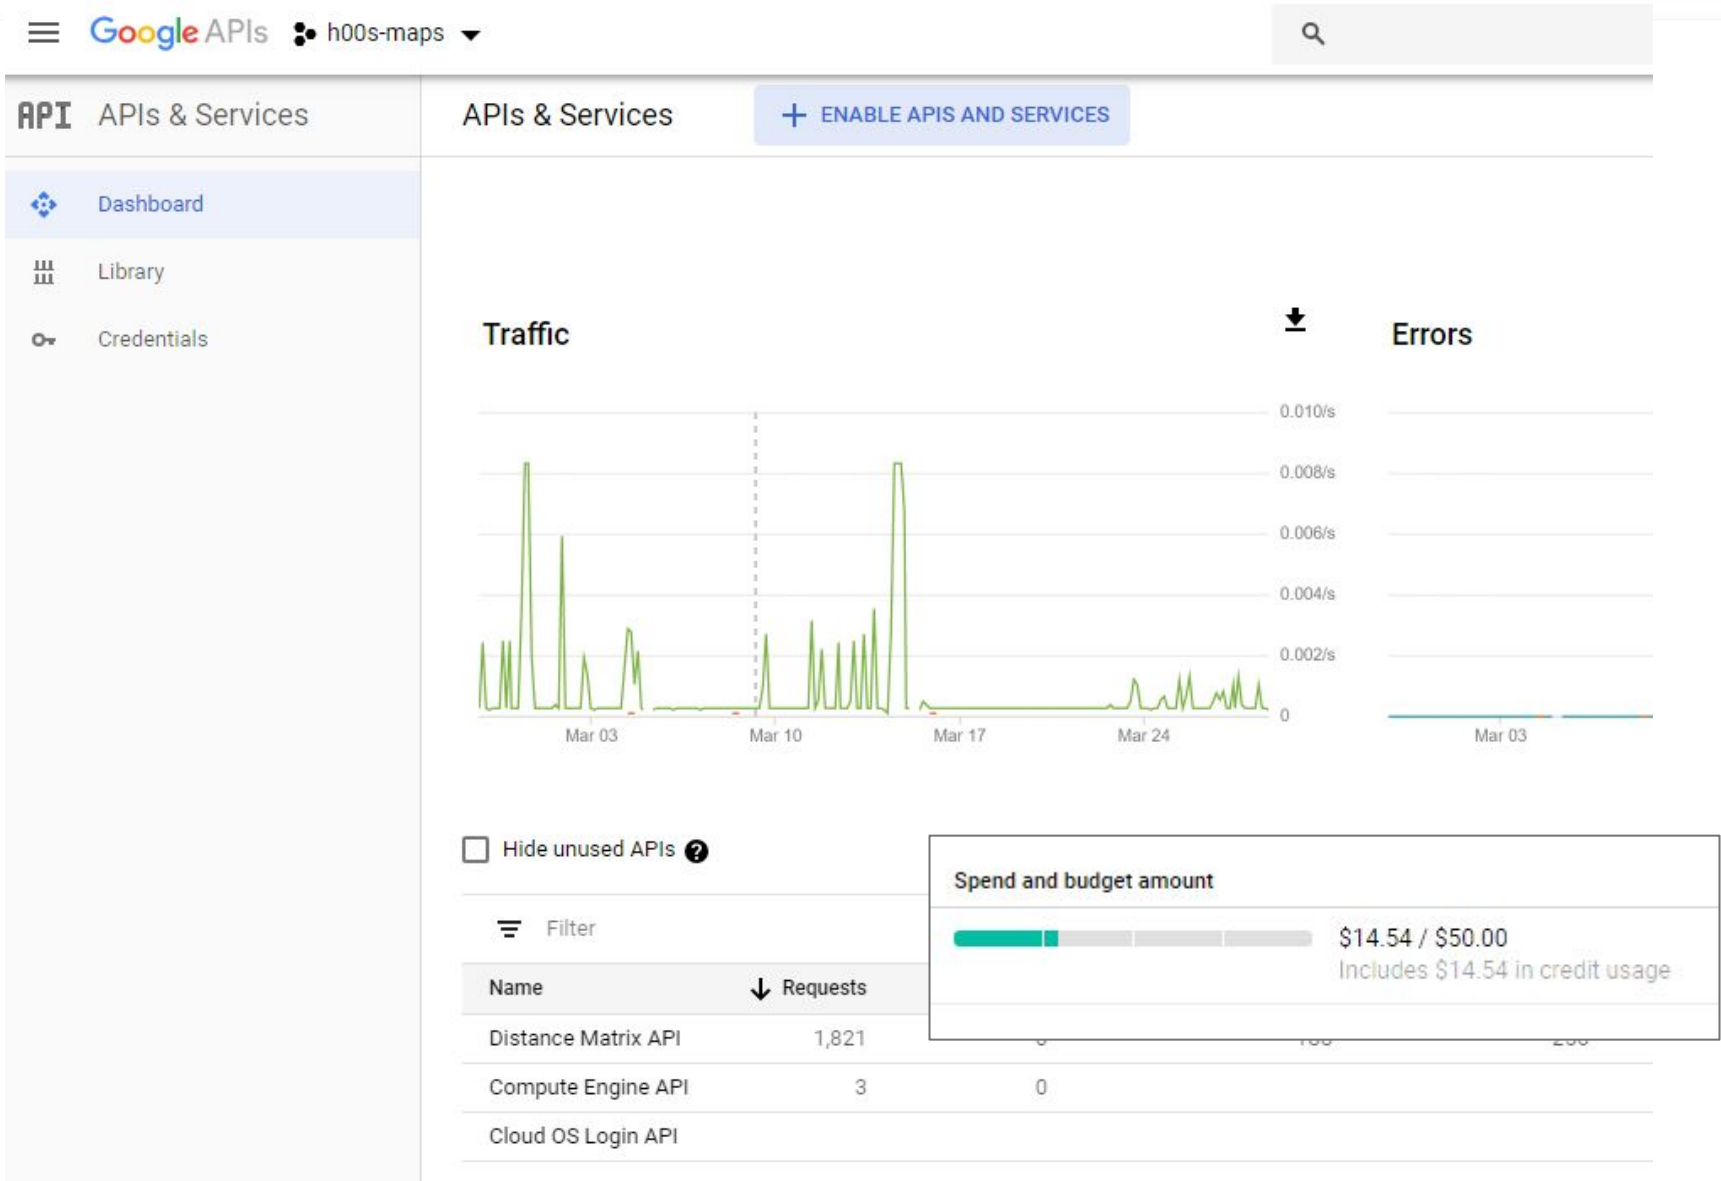 Google APIs h00s-maps
API APIs & Services
APIs & Services
ENABLE APIS AND SERVICES
Dashboard
Library
Credentials
Traffic
0.010/s
0.008/s
0.006/s
0.004/s
0.002/s
0
Mar 03 Mar 10 Mar 17 Mar 24
Errors
Mar 03
Hide unused APIs ?
Filter
Name Requests
Distance Matrix API 1,821
Compute Engine API 3 0
Cloud OS Login API
Spend and budget amount
$14.54 / $50.00
Includes $14.54 in credit usage